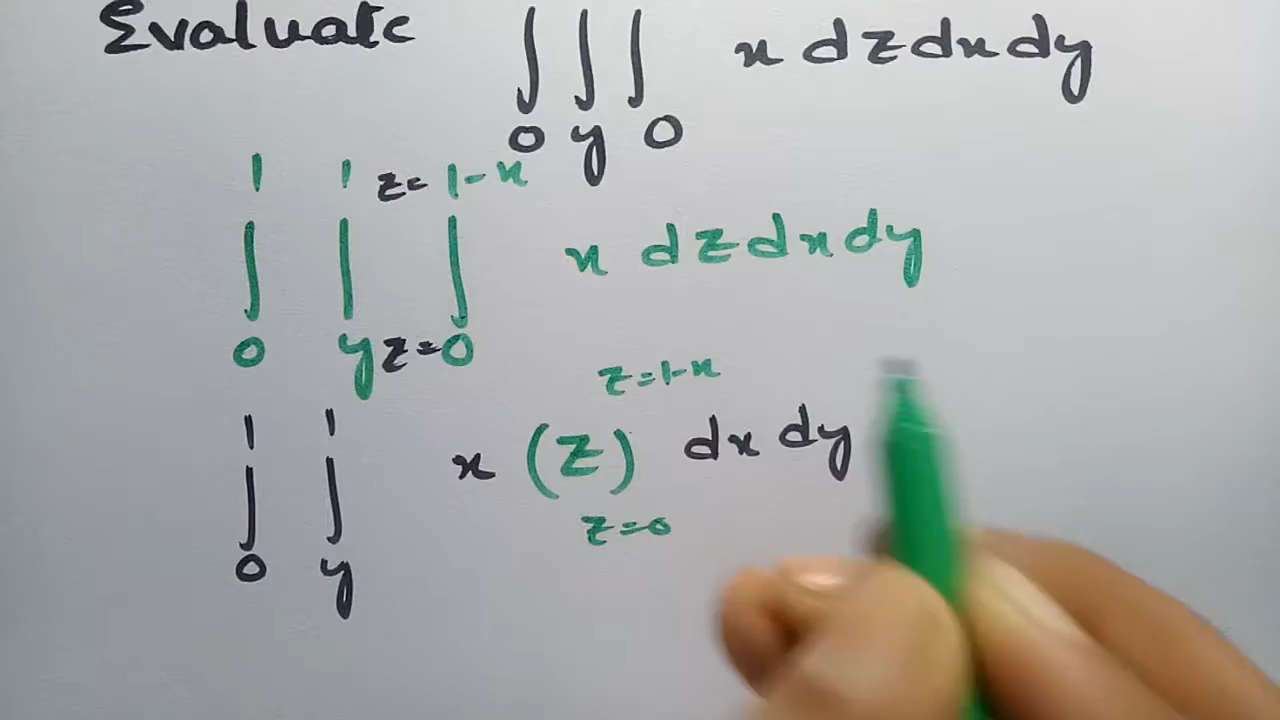 Evaluate ∫ ∫ ∫ x dz dx dy
0 y 0
1 1 z= 1-x
∫ ∫ ∫ x dz dx dy
0 y z=0
z=1-x
1 1
∫ ∫ x (z) dx dy
z=0
0 y